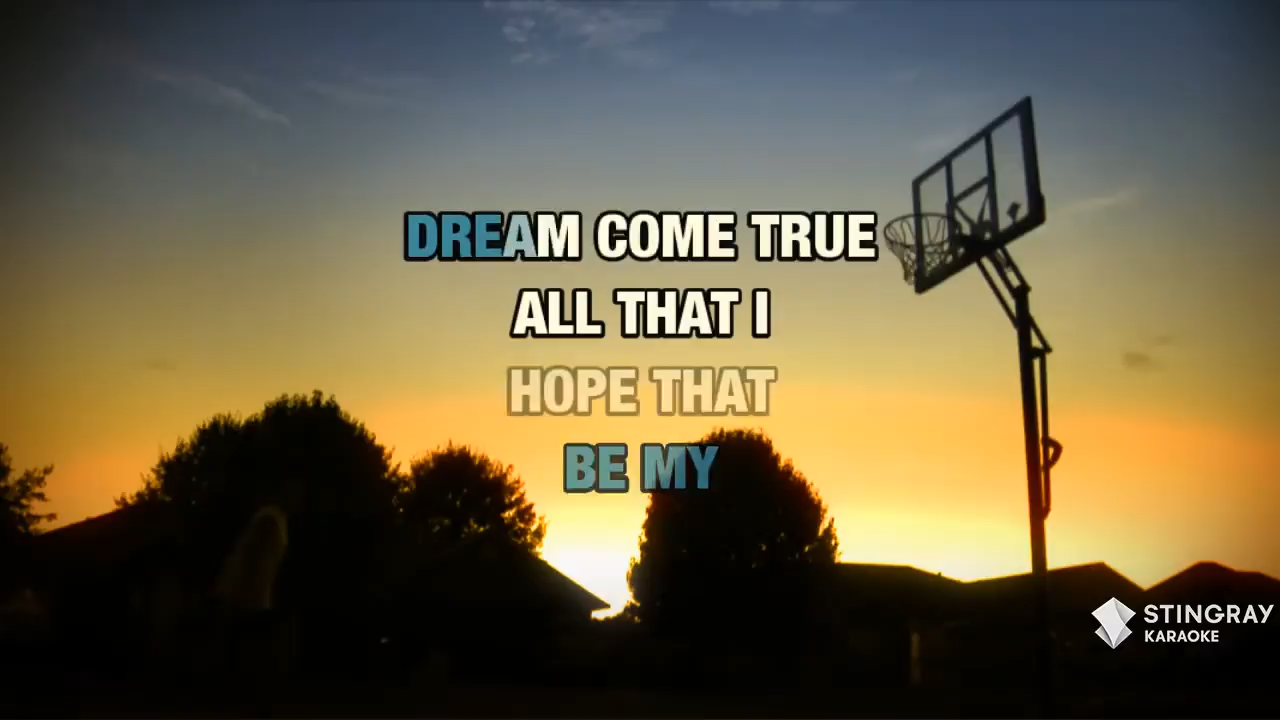 DREAM COME TRUE
ALL THAT I
HOPE THAT
BE MY
STINGRAY
KARAOKE